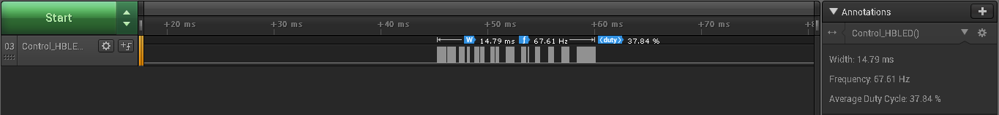 Start
+20 ms +30 ms +40 ms +50 ms +60 ms +70 ms
03 Control_HBLE...
W 14.79 ms f 67.61 Hz duty 37.84 %
Annotations
Control_HBLED()
Width: 14.79 ms
Frequency: 67.61 Hz
Average Duty Cycle: 37.84 %